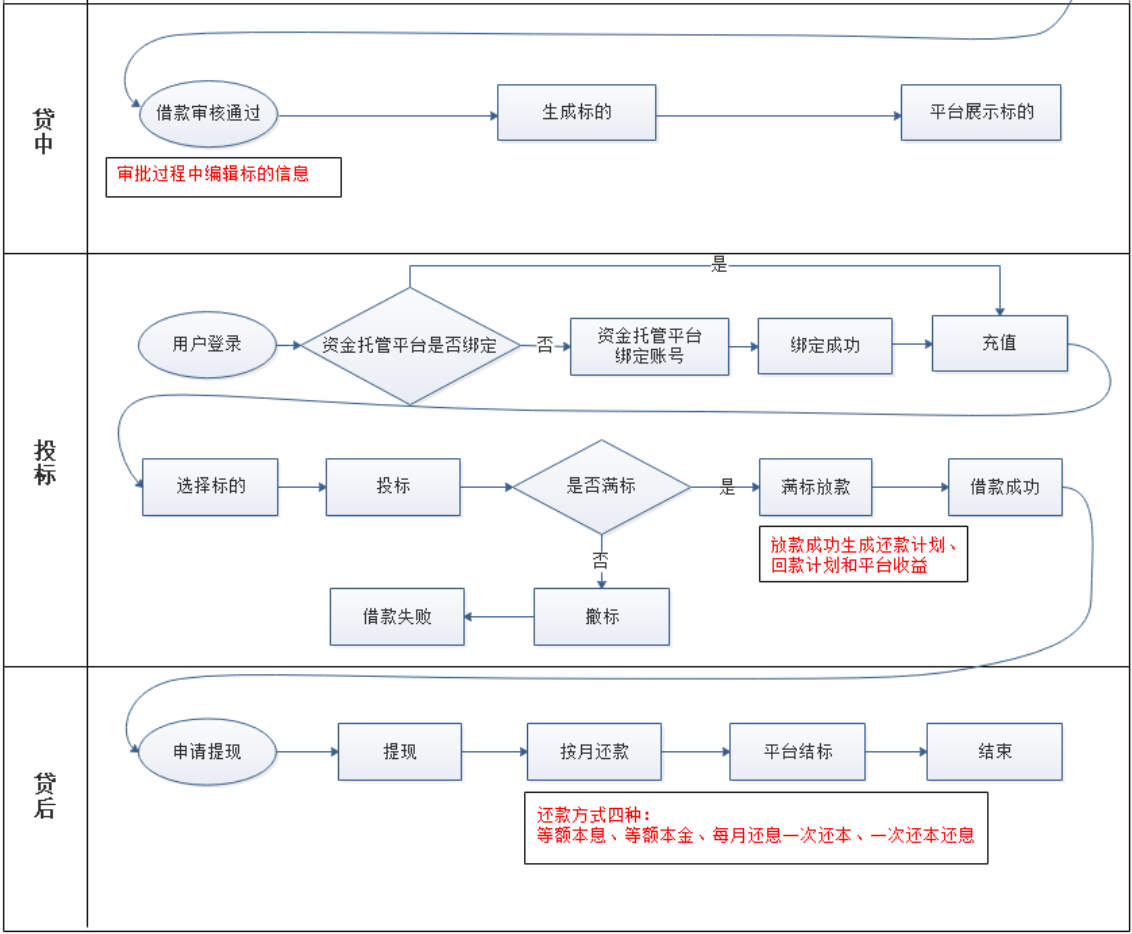 贷中
借款审核通过
生成标的
平台展示标的
审批过程中编辑标的信息
投标
是
用户登录
资金托管平台是否绑定
否
资金托管平台
绑定账号
绑定成功
充值
选择标的
投标
是否满标
是
满标放款
借款成功
放款成功生成还款计划、
回款计划和平台收益
否
借款失败
撤标
贷后
申请提现
提现
按月还款
平台结标
结束
还款方式四种：
等额本息、等额本金、每月还息一次还本、一次还本还息